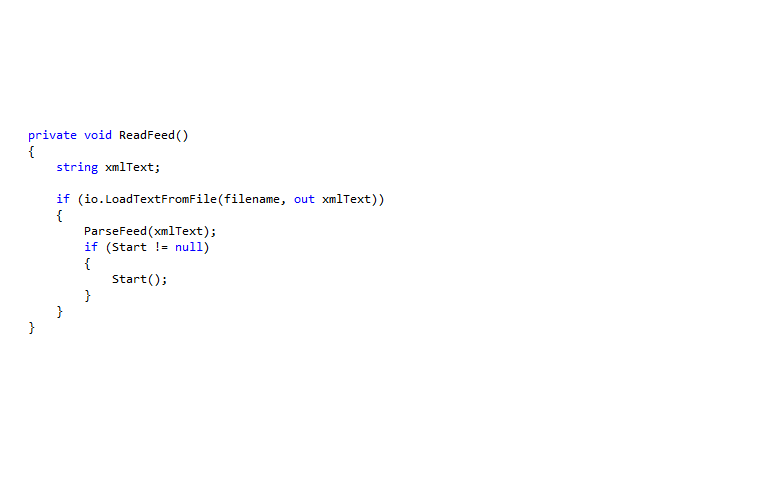 private void ReadFeed()
{
    string xmlText;

    if (io.LoadTextFromFile(filename, out xmlText))
    {
        ParseFeed(xmlText);
        if (Start != null)
        {
            Start();
        }
    }
}